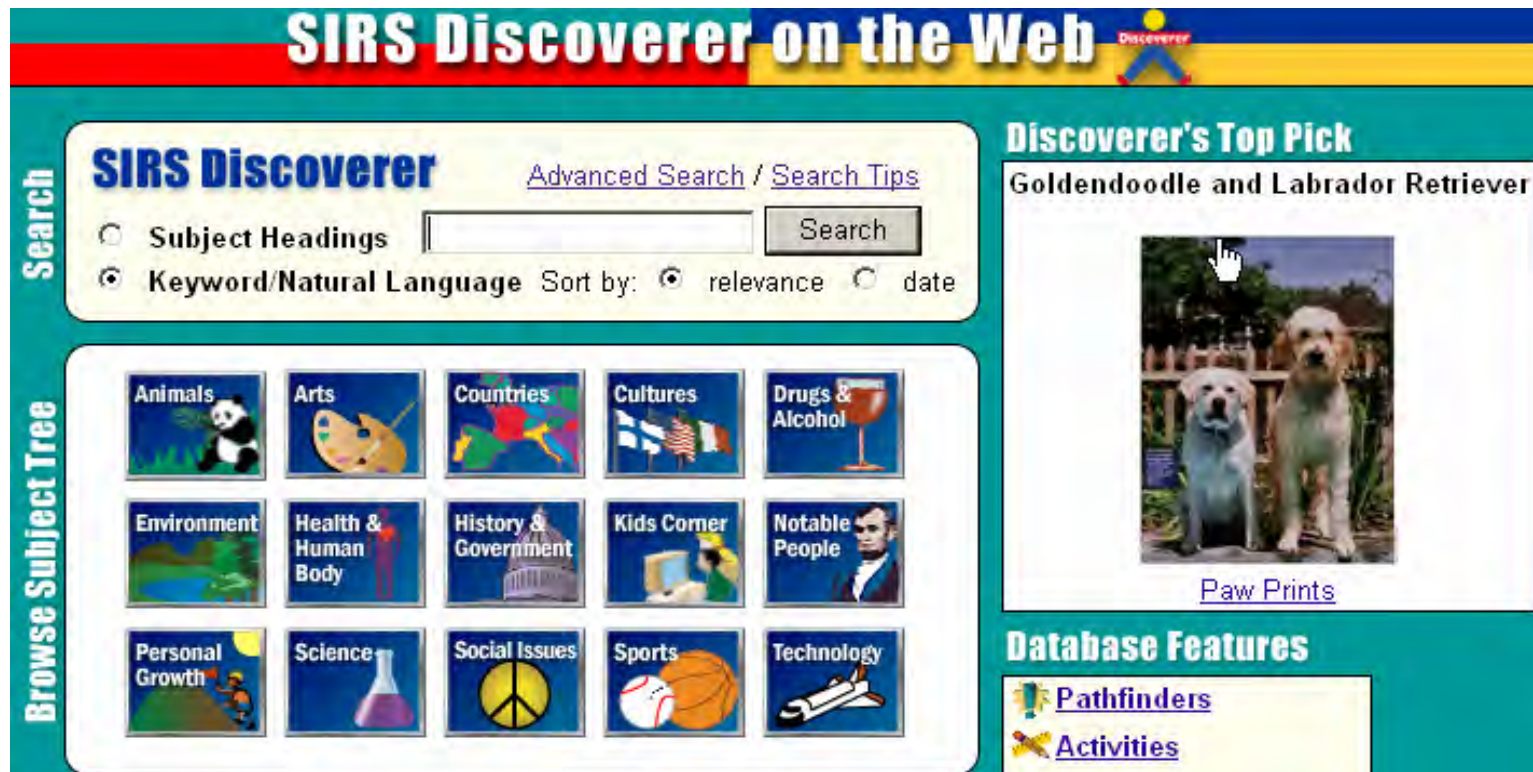 SIRS Discoverer on the Web
Discoverer
Search
SIRS Discoverer
Advanced Search / Search Tips
Subject Headings
Search
Keyword/Natural Language Sort by: relevance date
Browse Subject Tree
Animals
Arts
Countries
Cultures
Drugs &
Alcohol
Environment
Health &
Human
Body
History &
Government
Kids Corner
Notable
People
Personal
Growth
Science
Social Issues
Sports
Technology
Discoverer's Top Pick
Goldendoodle and Labrador Retriever
Paw Prints
Database Features
Pathfinders
Activities